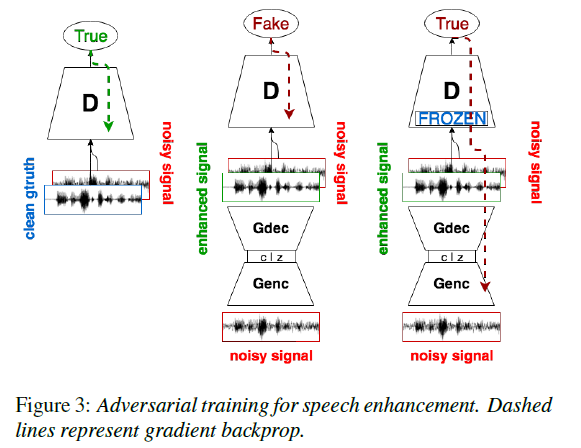 True
D
clean gtruth
noisy signal
Fake
D
enhanced signal
noisy signal
Gdec
c | z
Genc
noisy signal
True
D
FROZEN
enhanced signal
noisy signal
Gdec
c | z
Genc
noisy signal
Figure 3: Adversarial training for speech enhancement. Dashed
lines represent gradient backprop.